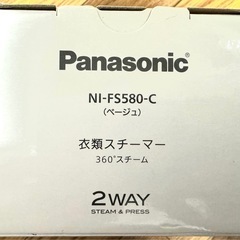 Panasonic
NI-FS580-C
(ベージュ)
衣類スチーマー
360°スチーム
2WAY
STEAM & PRESS